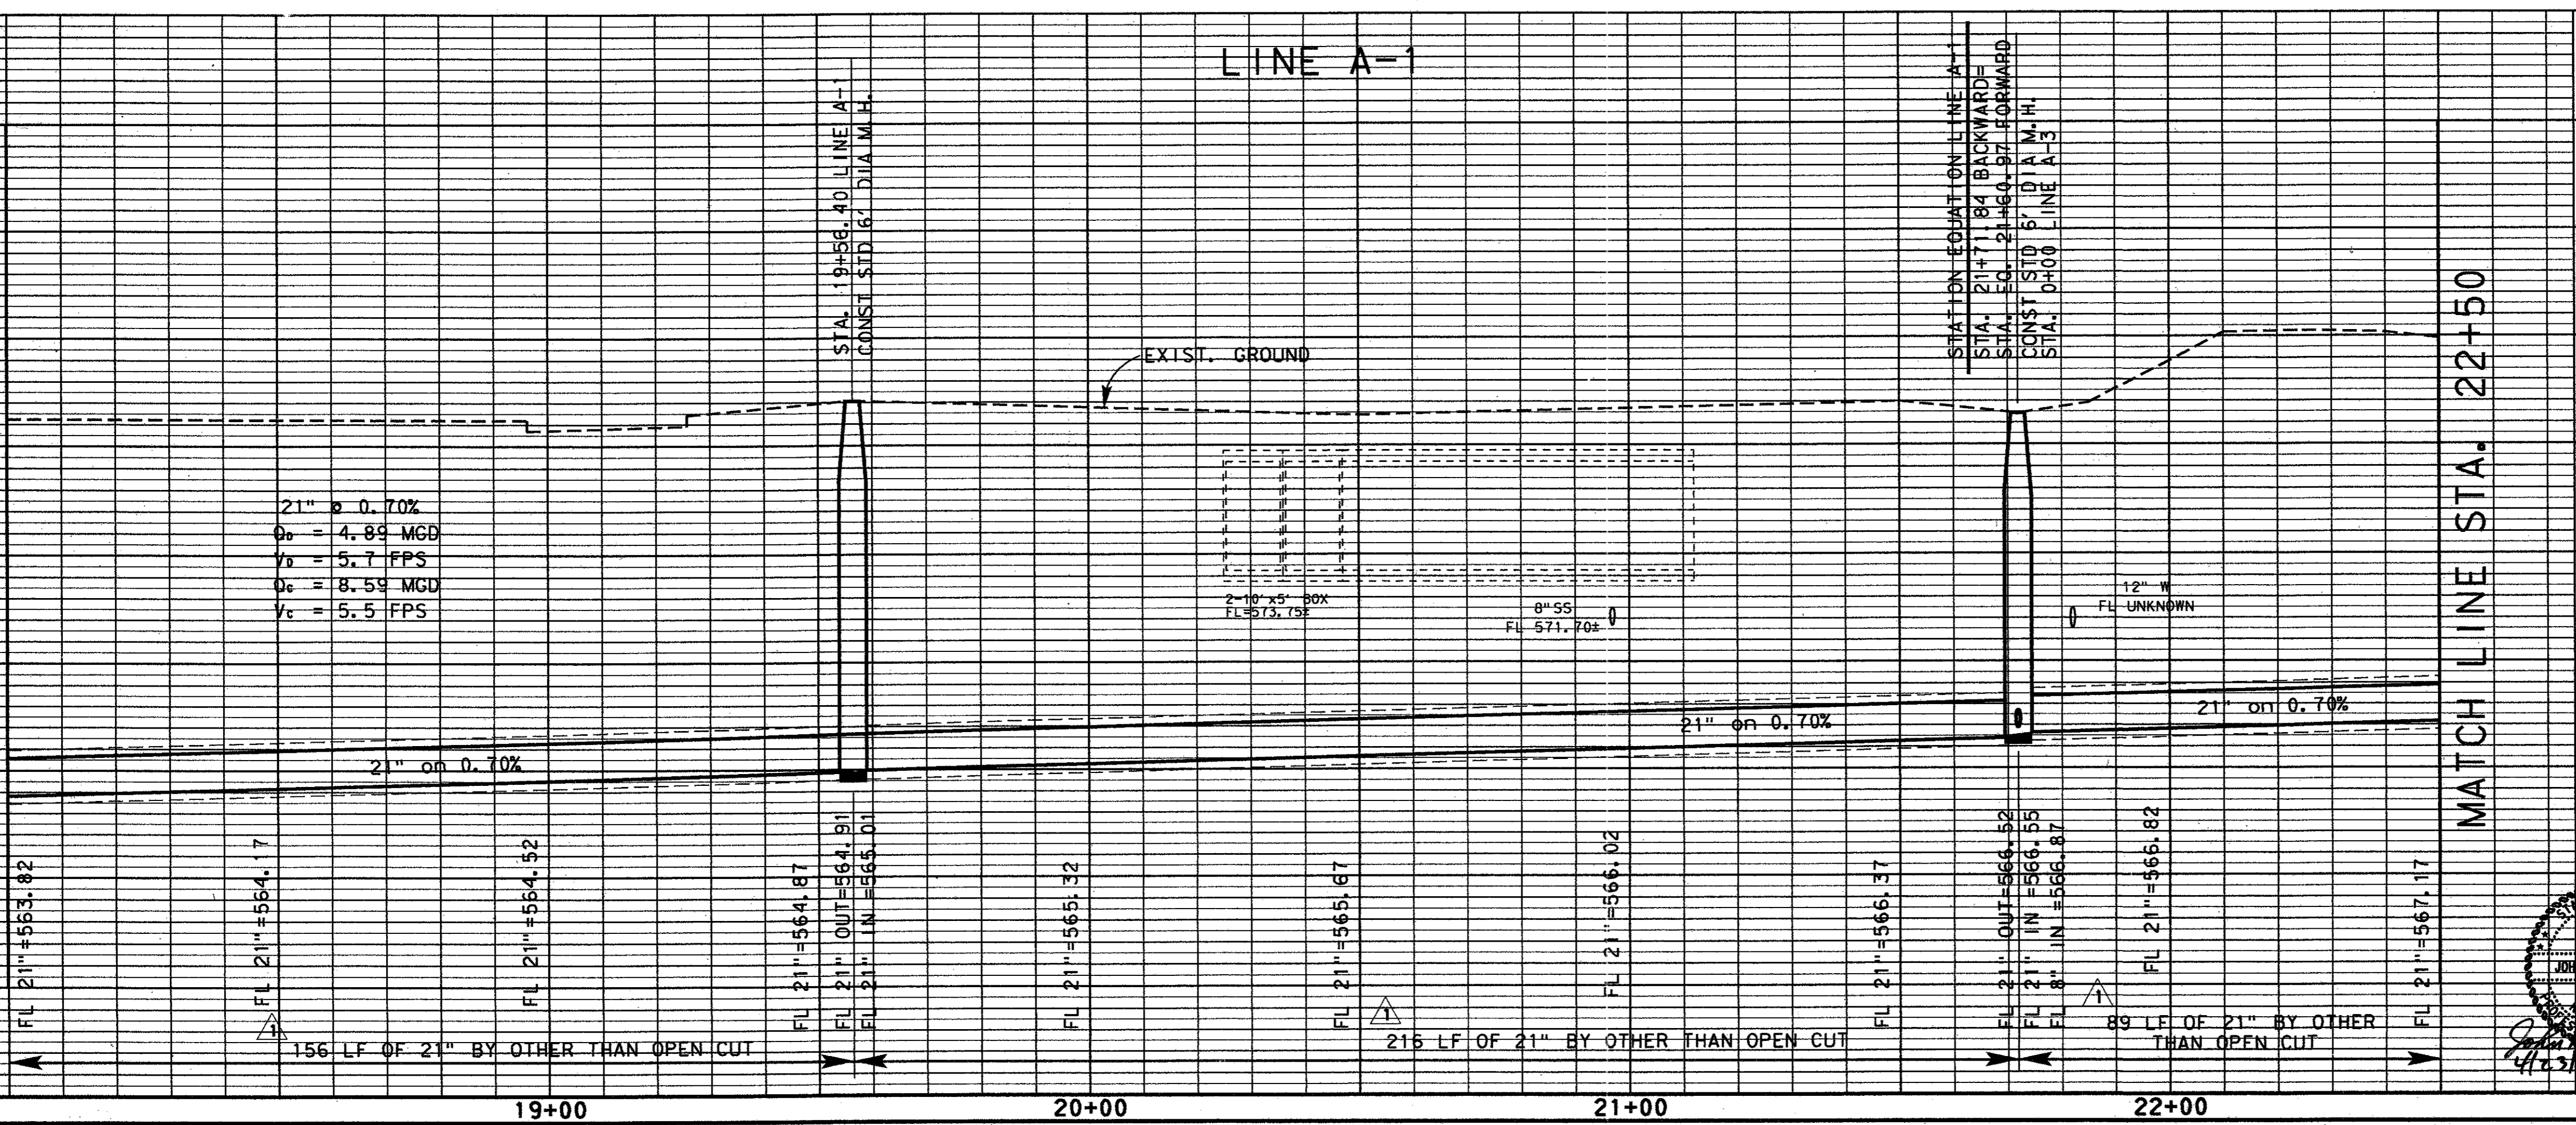 LINE A-1
STA. 19+56.40 LINE A-1
CONST STD 6' DIA M.H.
STATION EQUATION LINE A-1
STA. 21+71.84 BACKWARD=
STA. EQ. 21+60.97 FORWARD
CONST STD 6' DIA M.H.
STA. 0+00 LINE A-3
EXIST. GROUND
MATCH LINE STA. 22+50
21" @ 0.70%
QD = 4.89 MGD
VD = 5.7 FPS
QC = 8.59 MGD
VC = 5.5 FPS
2-10'x5' BOX
FL=573.75±
8" SS
FL 571.70±
12" W
FL UNKNOWN
21" on 0.70%
21" on 0.70%
21" on 0.70%
FL 21"=563.82
FL 21"=564.17
FL 21"=564.52
FL 21"=564.87
FL 21" OUT=564.91
FL 21" IN =565.01
FL 21"=565.32
FL 21"=565.67
FL 21"=566.02
FL 21"=566.37
FL 21" OUT=566.52
FL 21" IN =566.55
FL 8" IN =566.87
FL 21"=566.82
FL 21"=567.17
1
156 LF OF 21" BY OTHER THAN OPEN CUT
1
216 LF OF 21" BY OTHER THAN OPEN CUT
1
89 LF OF 21" BY OTHER
THAN OPEN CUT
JOH
John
4/23/
19+00
20+00
21+00
22+00